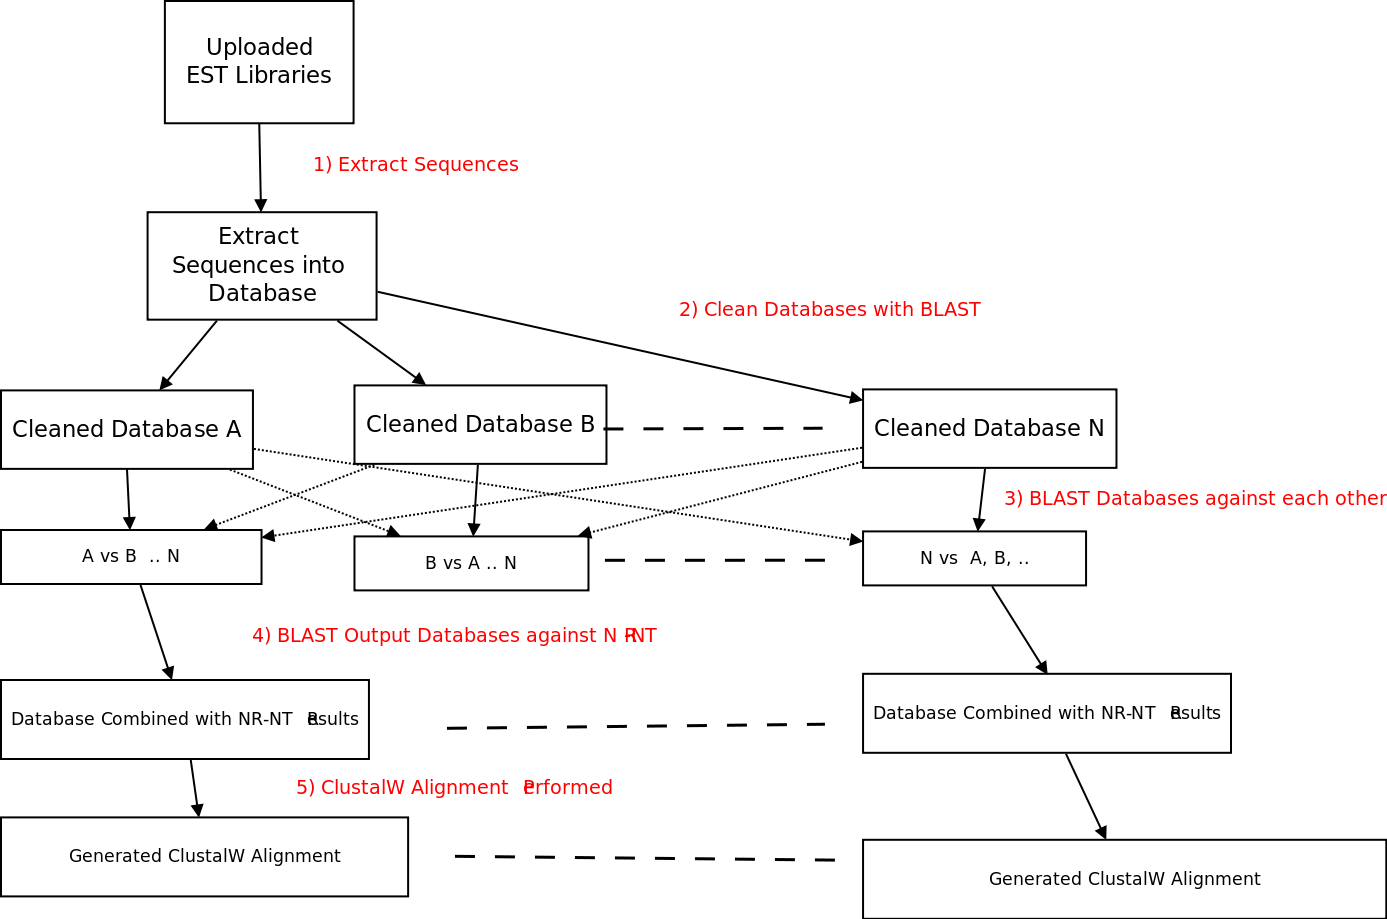 Uploaded
EST Libraries
1) Extract Sequences
Extract
Sequences into
Database
2) Clean Databases with BLAST
Cleaned Database A
Cleaned Database B
Cleaned Database N
3) BLAST Databases against each other
A vs B .. N
B vs A .. N
N vs A, B, ..
4) BLAST Output Databases against NR-NT
Database Combined with NR-NT Results
Database Combined with NR-NT Results
5) ClustalW Alignment Performed
Generated ClustalW Alignment
Generated ClustalW Alignment